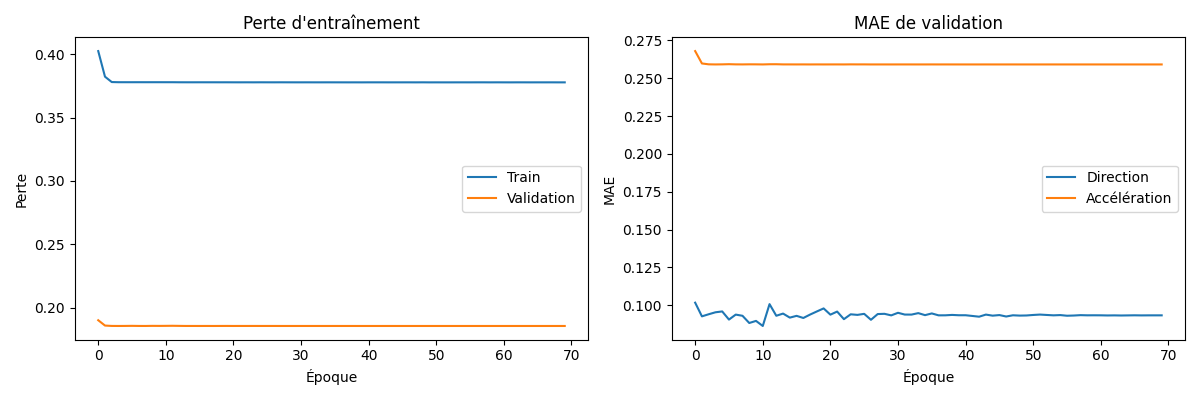 Perte d'entraînement
Perte
0.40
0.35
0.30
0.25
0.20
Train
Validation
0 10 20 30 40 50 60 70
Époque
MAE de validation
MAE
0.275
0.250
0.225
0.200
0.175
0.150
0.125
0.100
Direction
Accélération
0 10 20 30 40 50 60 70
Époque